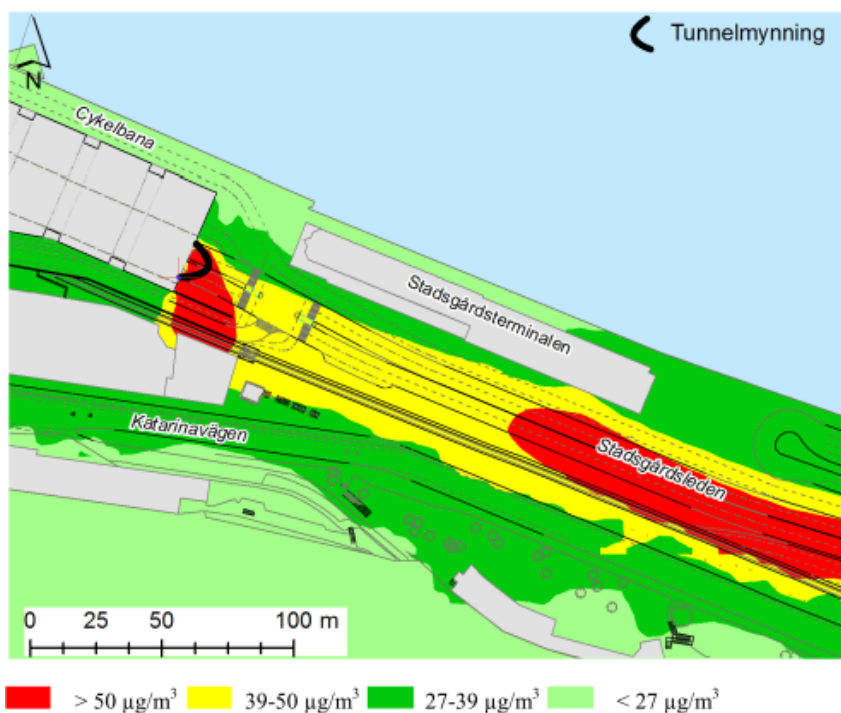 Tunnelmynning
N
Cykelbana
Stadsgårdsterminalen
Katarinavägen
Stadsgårdsleden
0 25 50 100 m
> 50 µg/m³ 39-50 µg/m³ 27-39 µg/m³ < 27 µg/m³